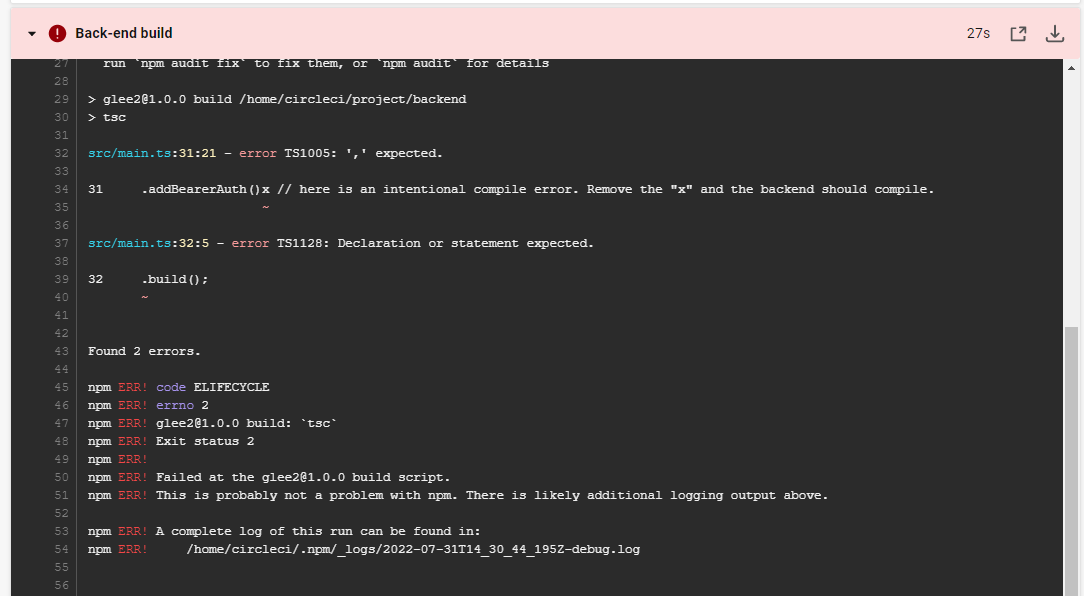 Back-end build 27s
27 run `npm audit fix` to fix them, or `npm audit` for details
28
29 > glee2@1.0.0 build /home/circleci/project/backend
30 > tsc
31
32 src/main.ts:31:21 - error TS1005: ',' expected.
33
34 31 .addBearerAuth()x // here is an intentional compile error. Remove the "x" and the backend should compile.
35 ~
36
37 src/main.ts:32:5 - error TS1128: Declaration or statement expected.
38
39 32 .build();
40 ~
41
42
43 Found 2 errors.
44
45 npm ERR! code ELIFECYCLE
46 npm ERR! errno 2
47 npm ERR! glee2@1.0.0 build: `tsc`
48 npm ERR! Exit status 2
49 npm ERR!
50 npm ERR! Failed at the glee2@1.0.0 build script.
51 npm ERR! This is probably not a problem with npm. There is likely additional logging output above.
52
53 npm ERR! A complete log of this run can be found in:
54 npm ERR! /home/circleci/.npm/_logs/2022-07-31T14_30_44_195Z-debug.log
55
56